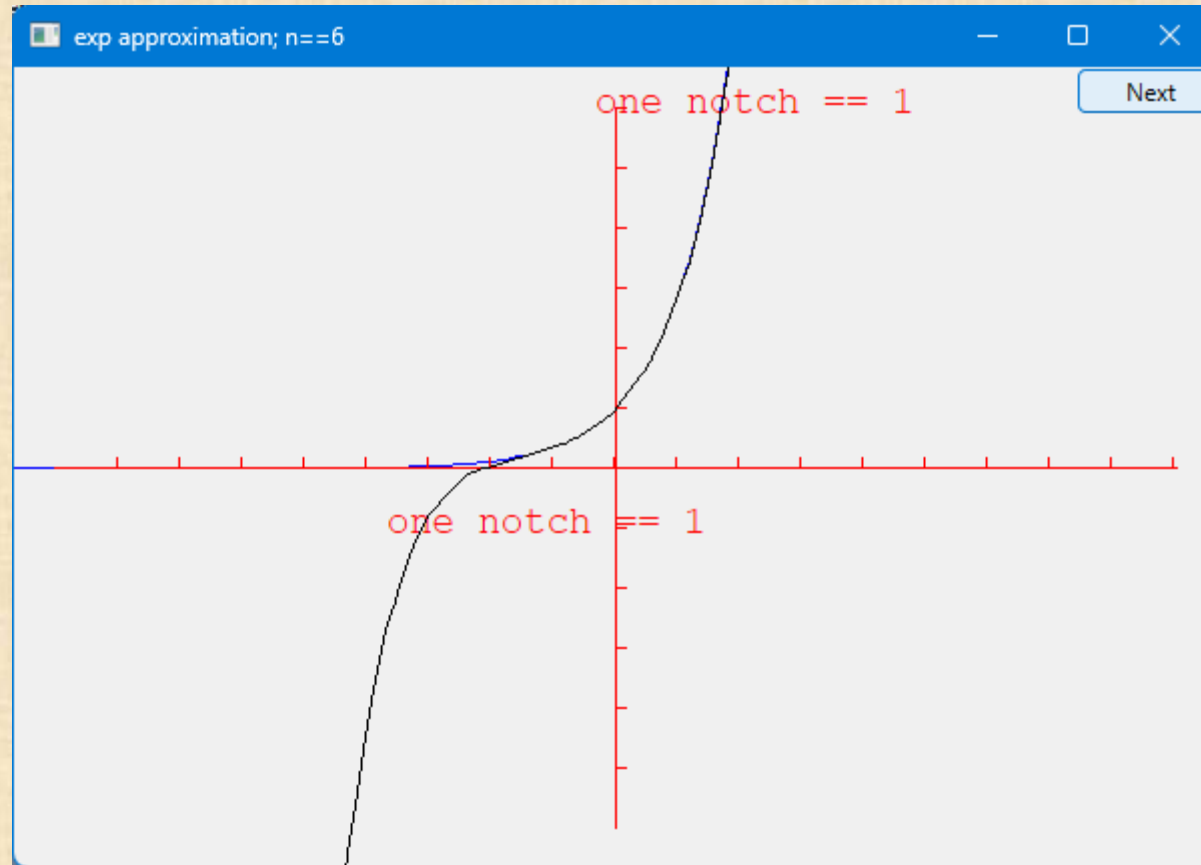 exp approximation; n==6
one notch == 1
Next
one notch == 1